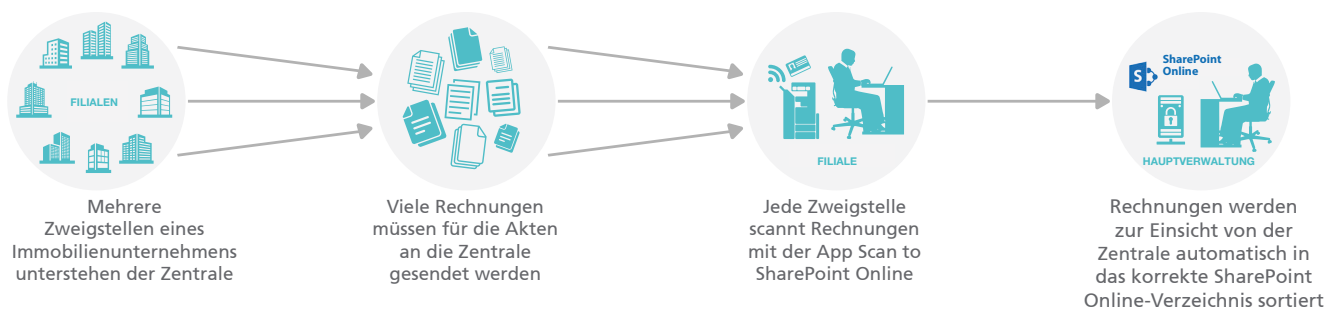 FILIALEN
Mehrere
Zweigstellen eines
Immobilienunternehmens
unterstehen der Zentrale
Viele Rechnungen
müssen für die Akten
an die Zentrale
gesendet werden
FILIALE
Jede Zweigstelle
scannt Rechnungen
mit der App Scan to
SharePoint Online
S
SharePoint
Online
HAUPTVERWALTUNG
Rechnungen werden
zur Einsicht von der
Zentrale automatisch in
das korrekte SharePoint
Online-Verzeichnis sortiert